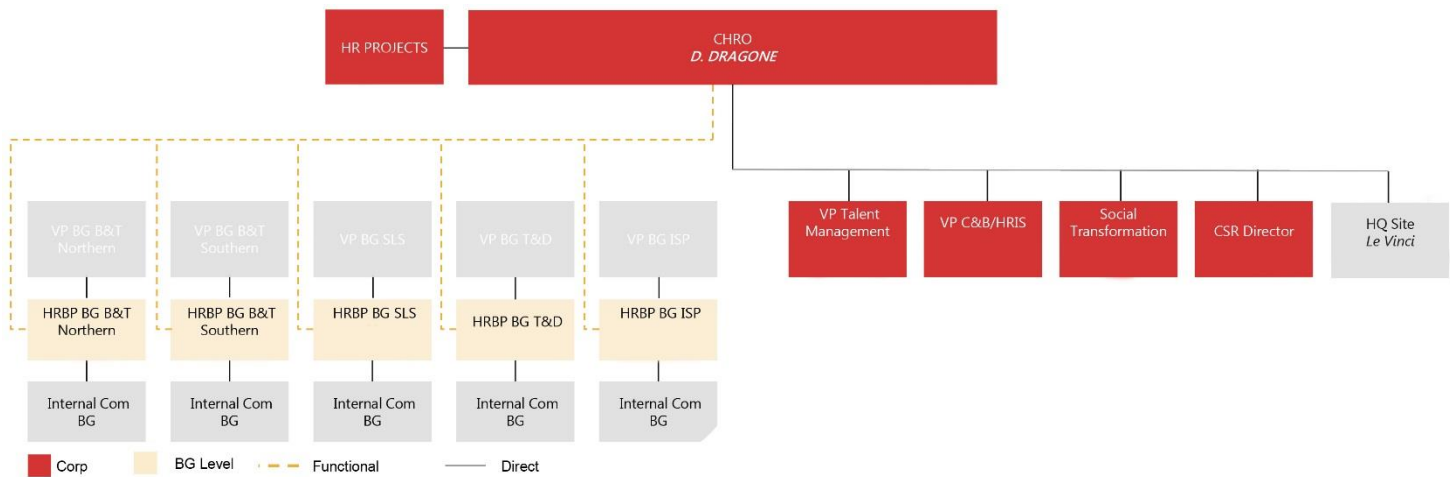 HR PROJECTS
CHRO
D. DRAGONE
VP BG B&T
Northern
VP BG B&T
Southern
VP BG SLS
VP BG T&D
VP BG ISP
VP Talent
Management
VP C&B/HRIS
Social
Transformation
CSR Director
HQ Site
Le Vinci
HRBP BG B&T
Northern
HRBP BG B&T
Southern
HRBP BG SLS
HRBP BG T&D
HRBP BG ISP
Internal Com
BG
Internal Com
BG
Internal Com
BG
Internal Com
BG
Internal Com
BG
Corp
BG Level
Functional
Direct